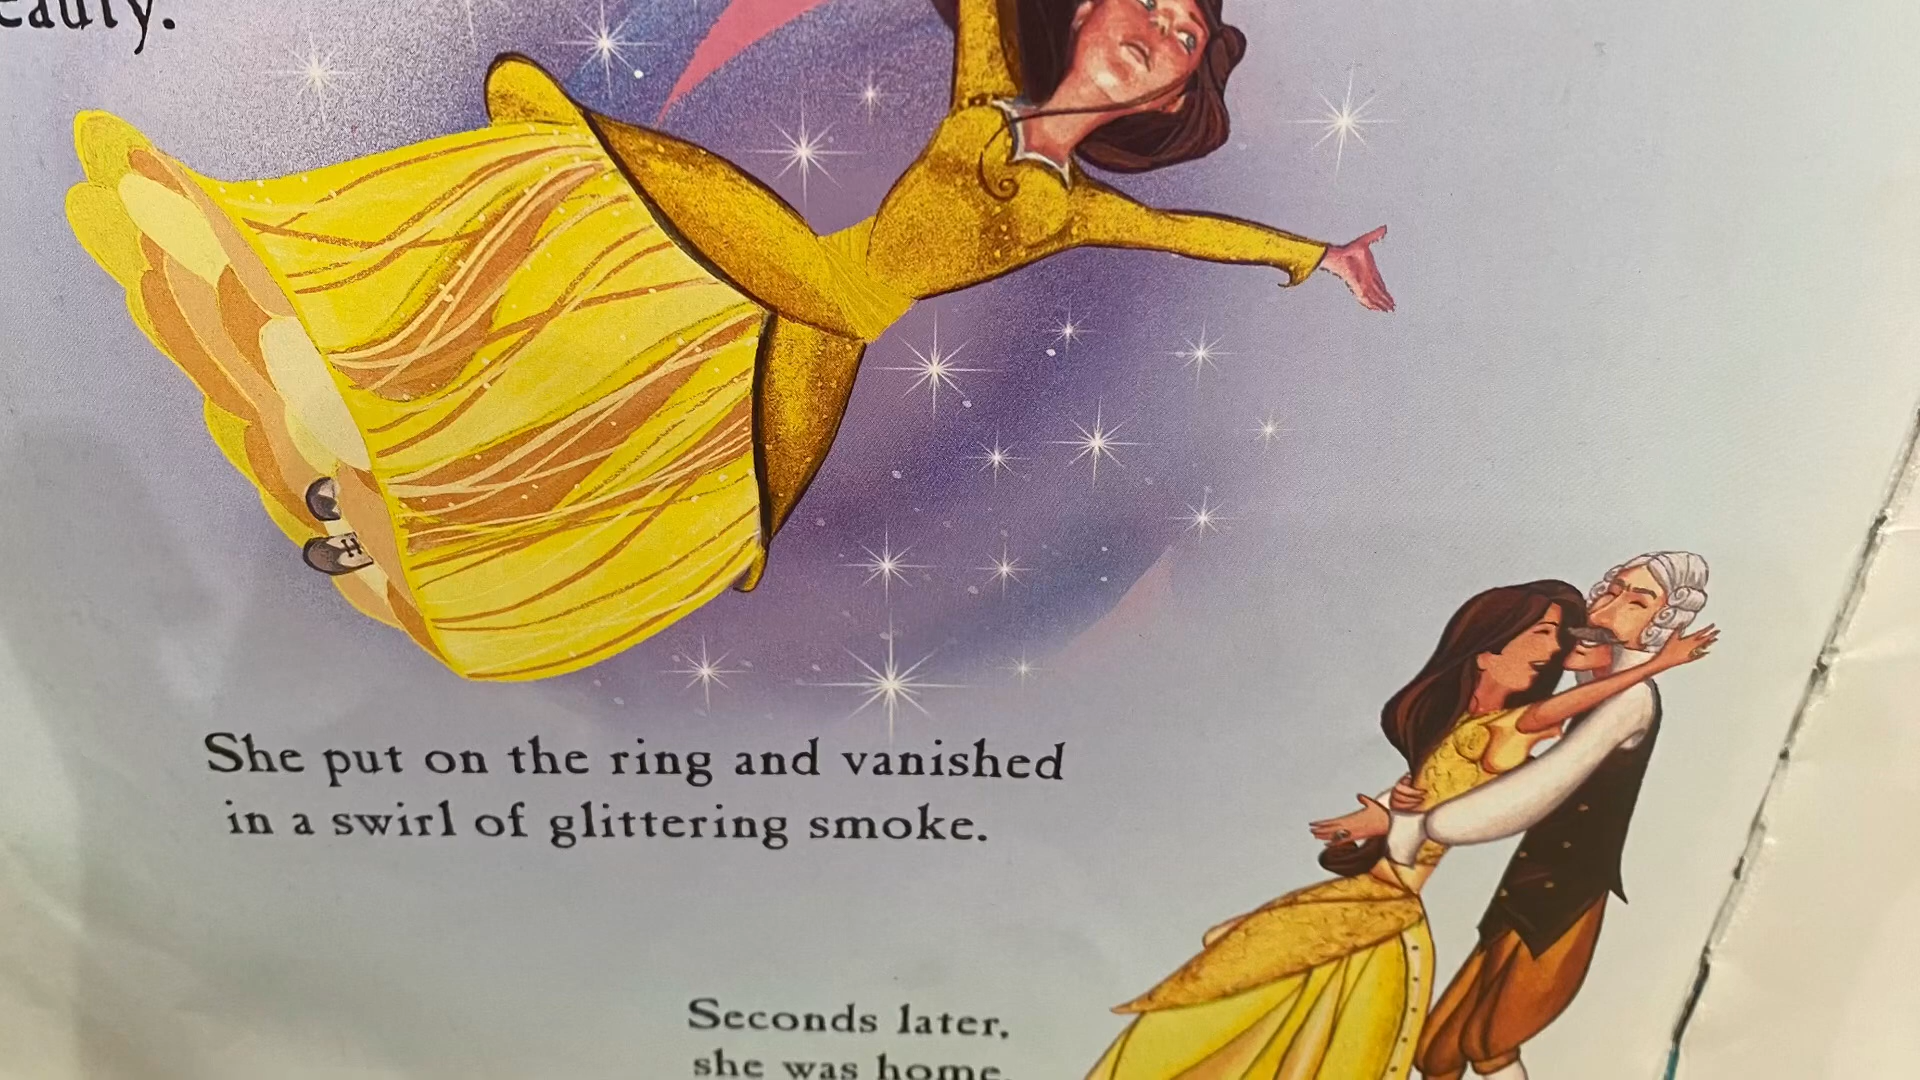 She put on the ring and vanished
in a swirl of glittering smoke.
Seconds later,
she was home.